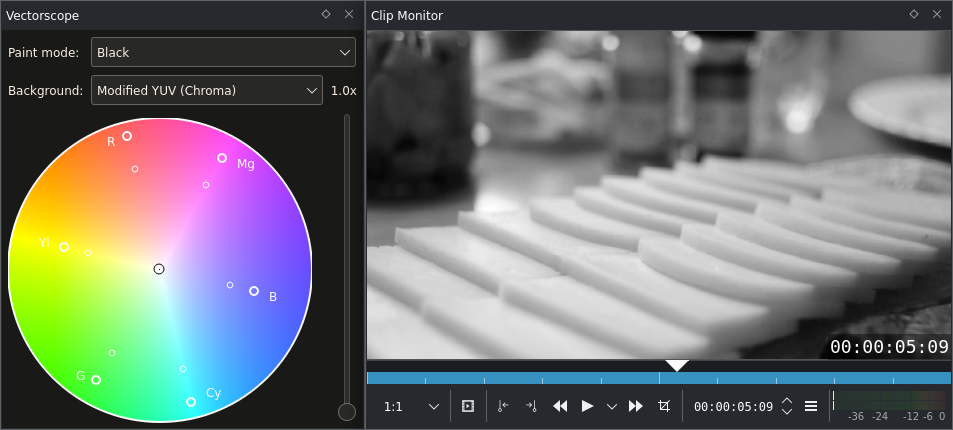 Vectorscope
Paint mode: Black
Background: Modified YUV (Chroma) 1.0x
R
Mg
Yl
B
G
Cy
Clip Monitor
00:00:05:09
1:1 00:00:05:09
-36 -24 -12 -6 0